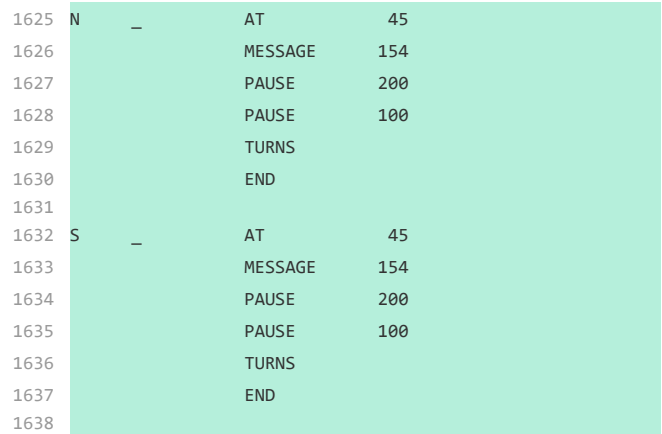 1625 N _ AT 45
1626 MESSAGE 154
1627 PAUSE 200
1628 PAUSE 100
1629 TURNS
1630 END
1631
1632 S _ AT 45
1633 MESSAGE 154
1634 PAUSE 200
1635 PAUSE 100
1636 TURNS
1637 END
1638